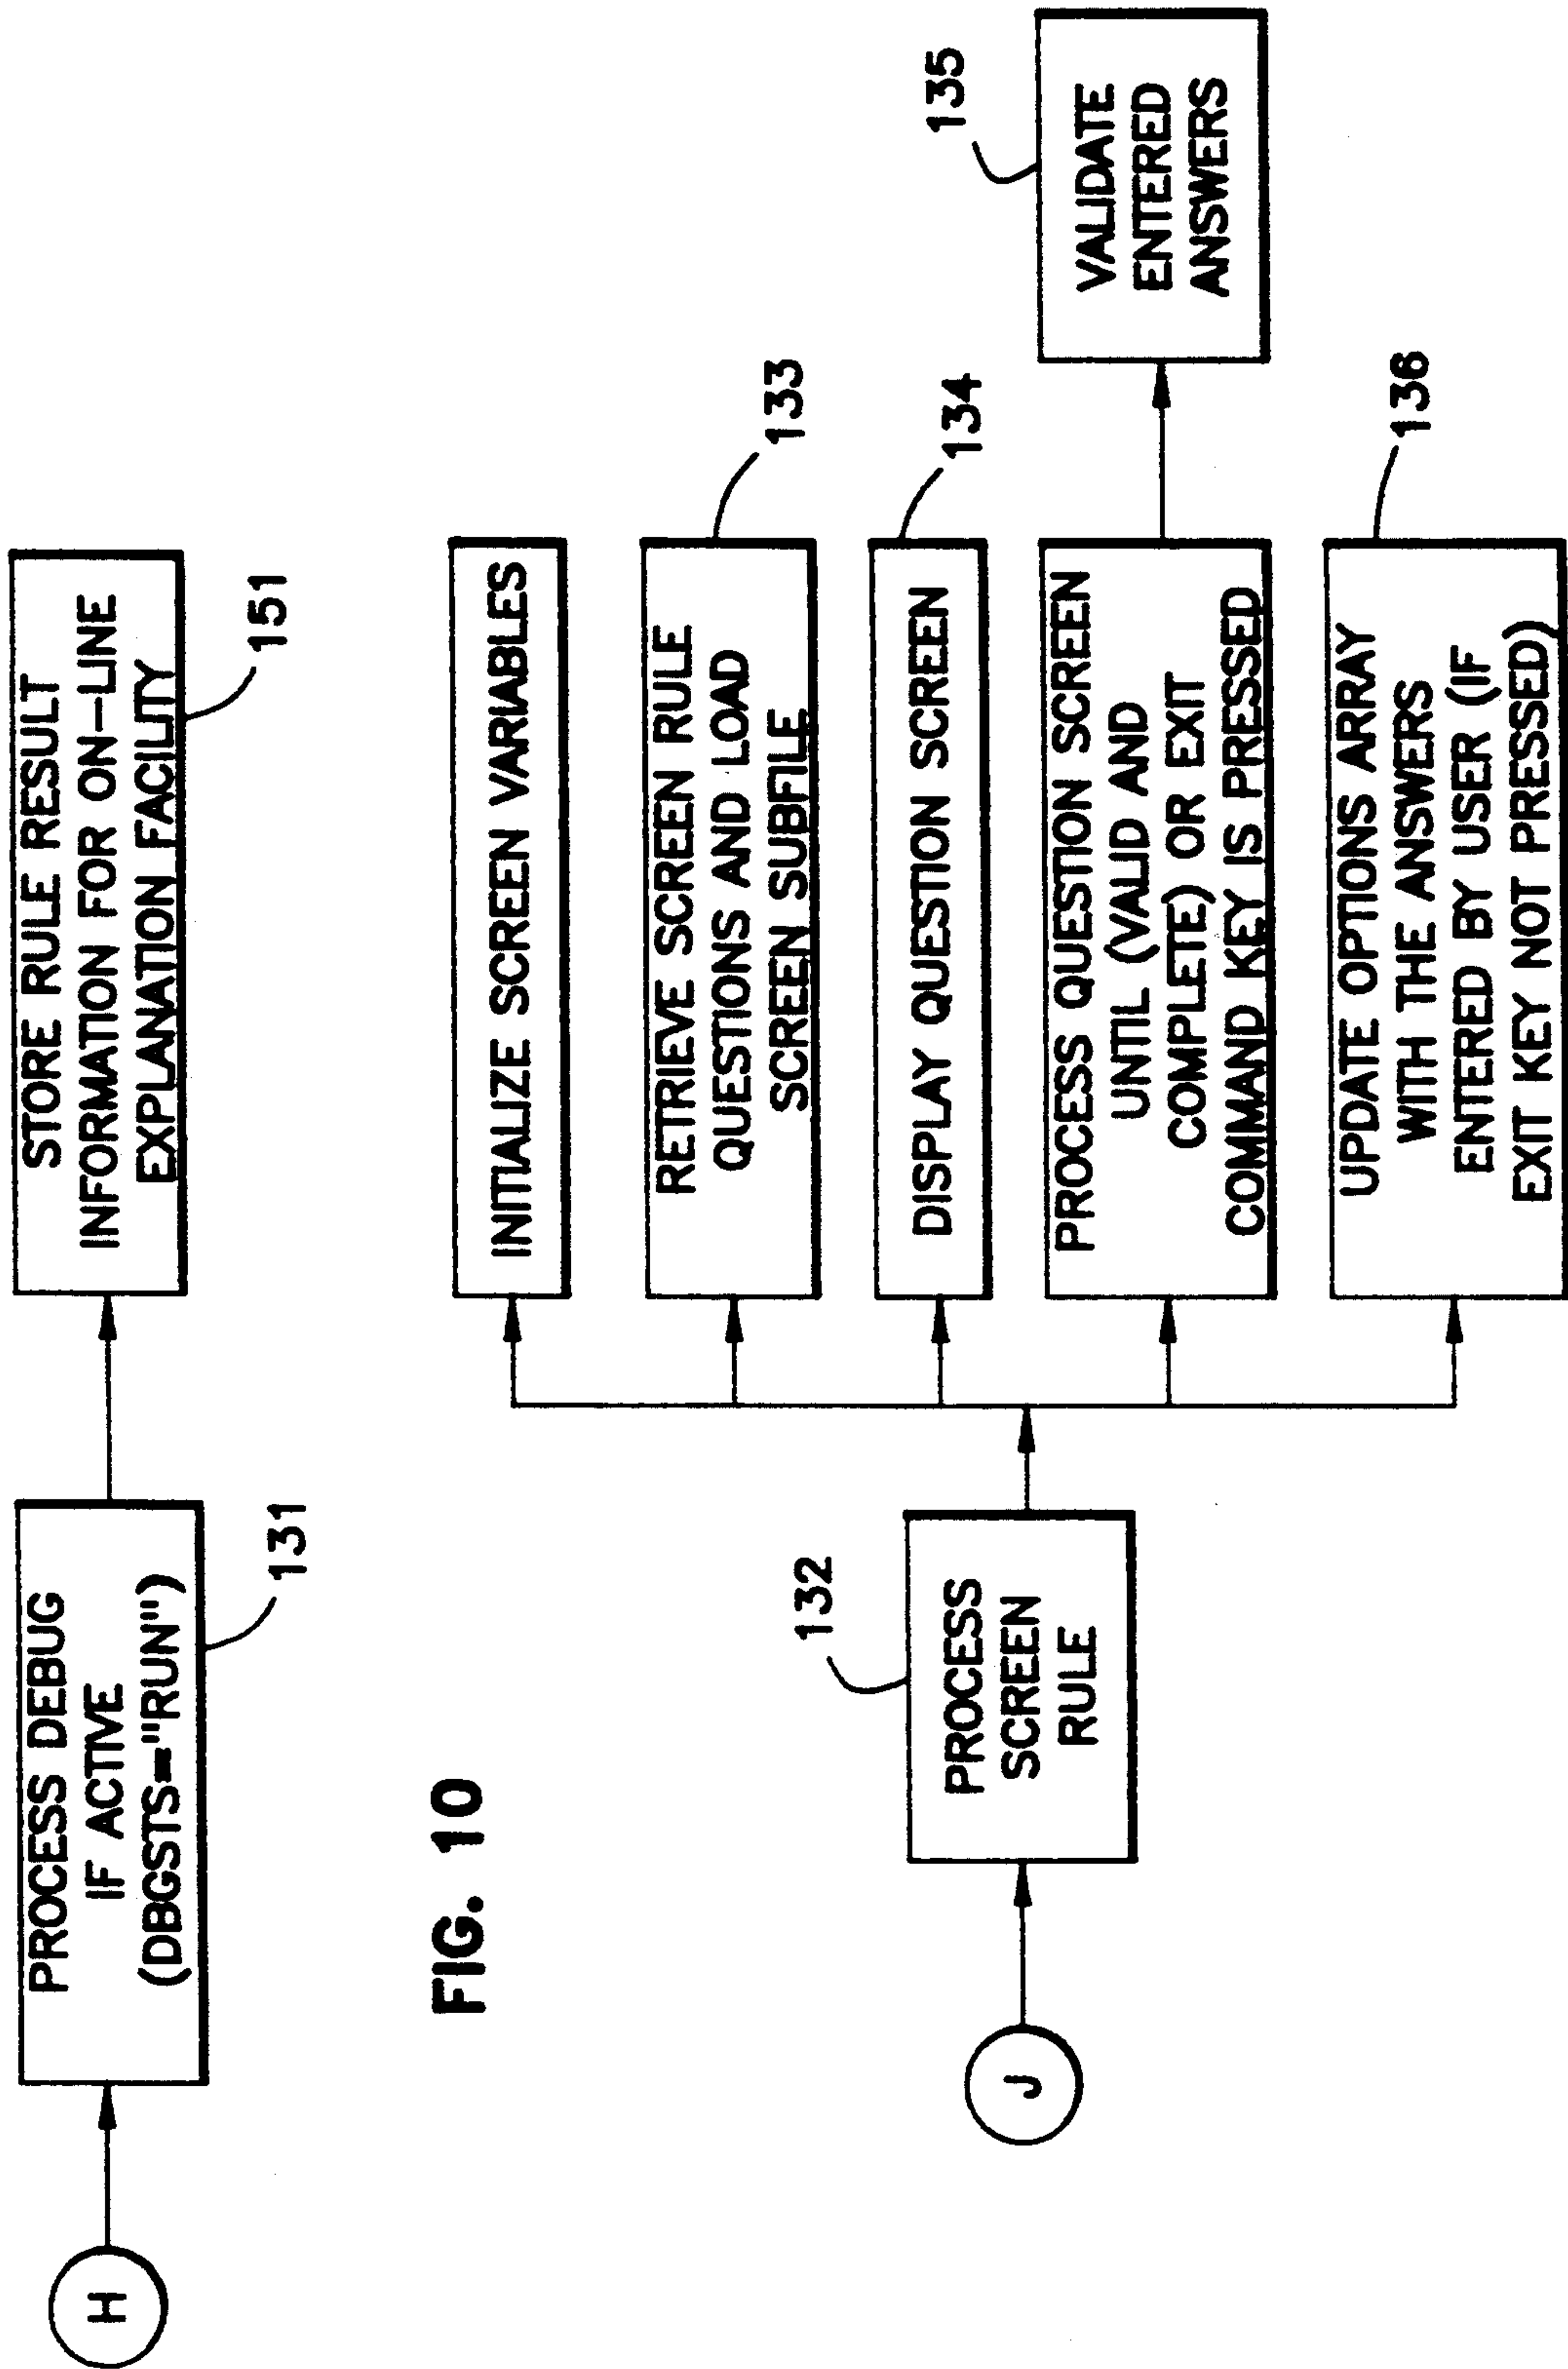 H
PROCESS DEBUG
IF ACTIVE
(DBGSTS="RUN")
131
STORE RULE RESULT
INFORMATION FOR ON-LINE
EXPLANATION FACILITY
151
FIG. 10
J
132
PROCESS
SCREEN
RULE
INITIALIZE SCREEN VARIABLES
RETRIEVE SCREEN RULE
QUESTIONS AND LOAD
SCREEN SUBFILE
133
DISPLAY QUESTION SCREEN
134
PROCESS QUESTION SCREEN
UNTIL (VALID AND
COMPLETE) OR EXIT
COMMAND KEY IS PRESSED
135
VALIDATE
ENTERED
ANSWERS
UPDATE OPTIONS ARRAY
WITH THE ANSWERS
ENTERED BY USER (IF
EXIT KEY NOT PRESSED)
136